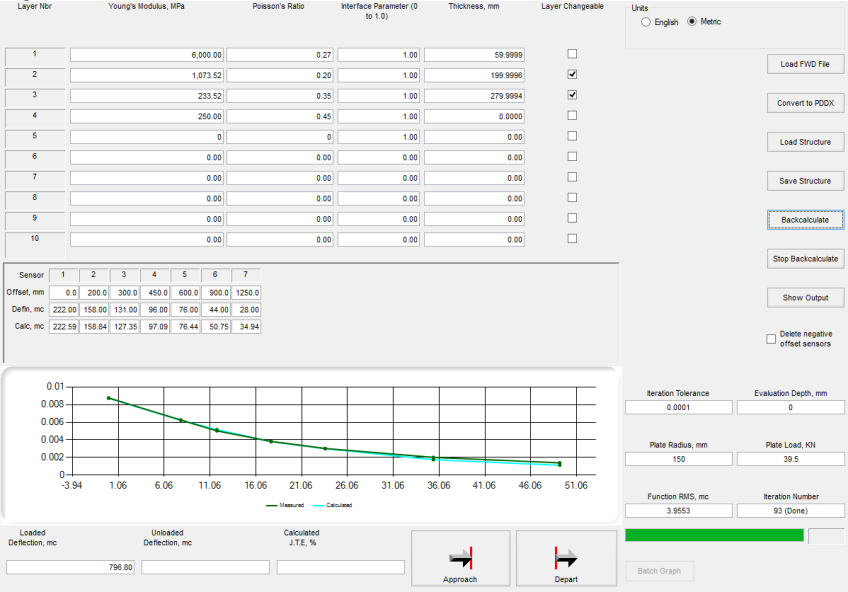 Layer Nbr Young's Modulus, MPa Poisson's Ratio Interface Parameter (0 to 1.0) Thickness, mm Layer Changeable
1 6,000.00 0.27 1.00 59.9999
2 1,073.52 0.20 1.00 199.9996
3 233.52 0.35 1.00 279.9994
4 250.00 0.45 1.00 0.0000
5 0 0 1.00 0.00
6 0.00 0.00 0.00 0.00
7 0.00 0.00 0.00 0.00
8 0.00 0.00 0.00 0.00
9 0.00 0.00 0.00 0.00
10 0.00 0.00 0.00 0.00
Units
English Metric
Load FWD File
Convert to PDDX
Load Structure
Save Structure
Backcalculate
Stop Backcalculate
Show Output
Delete negative
offset sensors
Sensor 1 2 3 4 5 6 7
Offset, mm 0.0 200.0 300.0 450.0 600.0 900.0 1250.0
Defln, mc 222.00 158.00 131.00 96.00 76.00 44.00 28.00
Calc, mc 222.59 158.84 127.35 97.09 76.44 50.75 34.94
0.01
0.008
0.006
0.004
0.002
0
-3.94 1.06 6.06 11.06 16.06 21.06 26.06 31.06 36.06 41.06 46.06 51.06
Measured Calculated
Iteration Tolerance Evaluation Depth, mm
0.0001 0
Plate Radius, mm Plate Load, KN
150 39.5
Function RMS, mc Iteration Number
3.9553 93 (Done)
Batch Graph
Loaded
Deflection, mc
796.80
Unloaded
Deflection, mc
Calculated
J.T.E, %
Approach
Depart